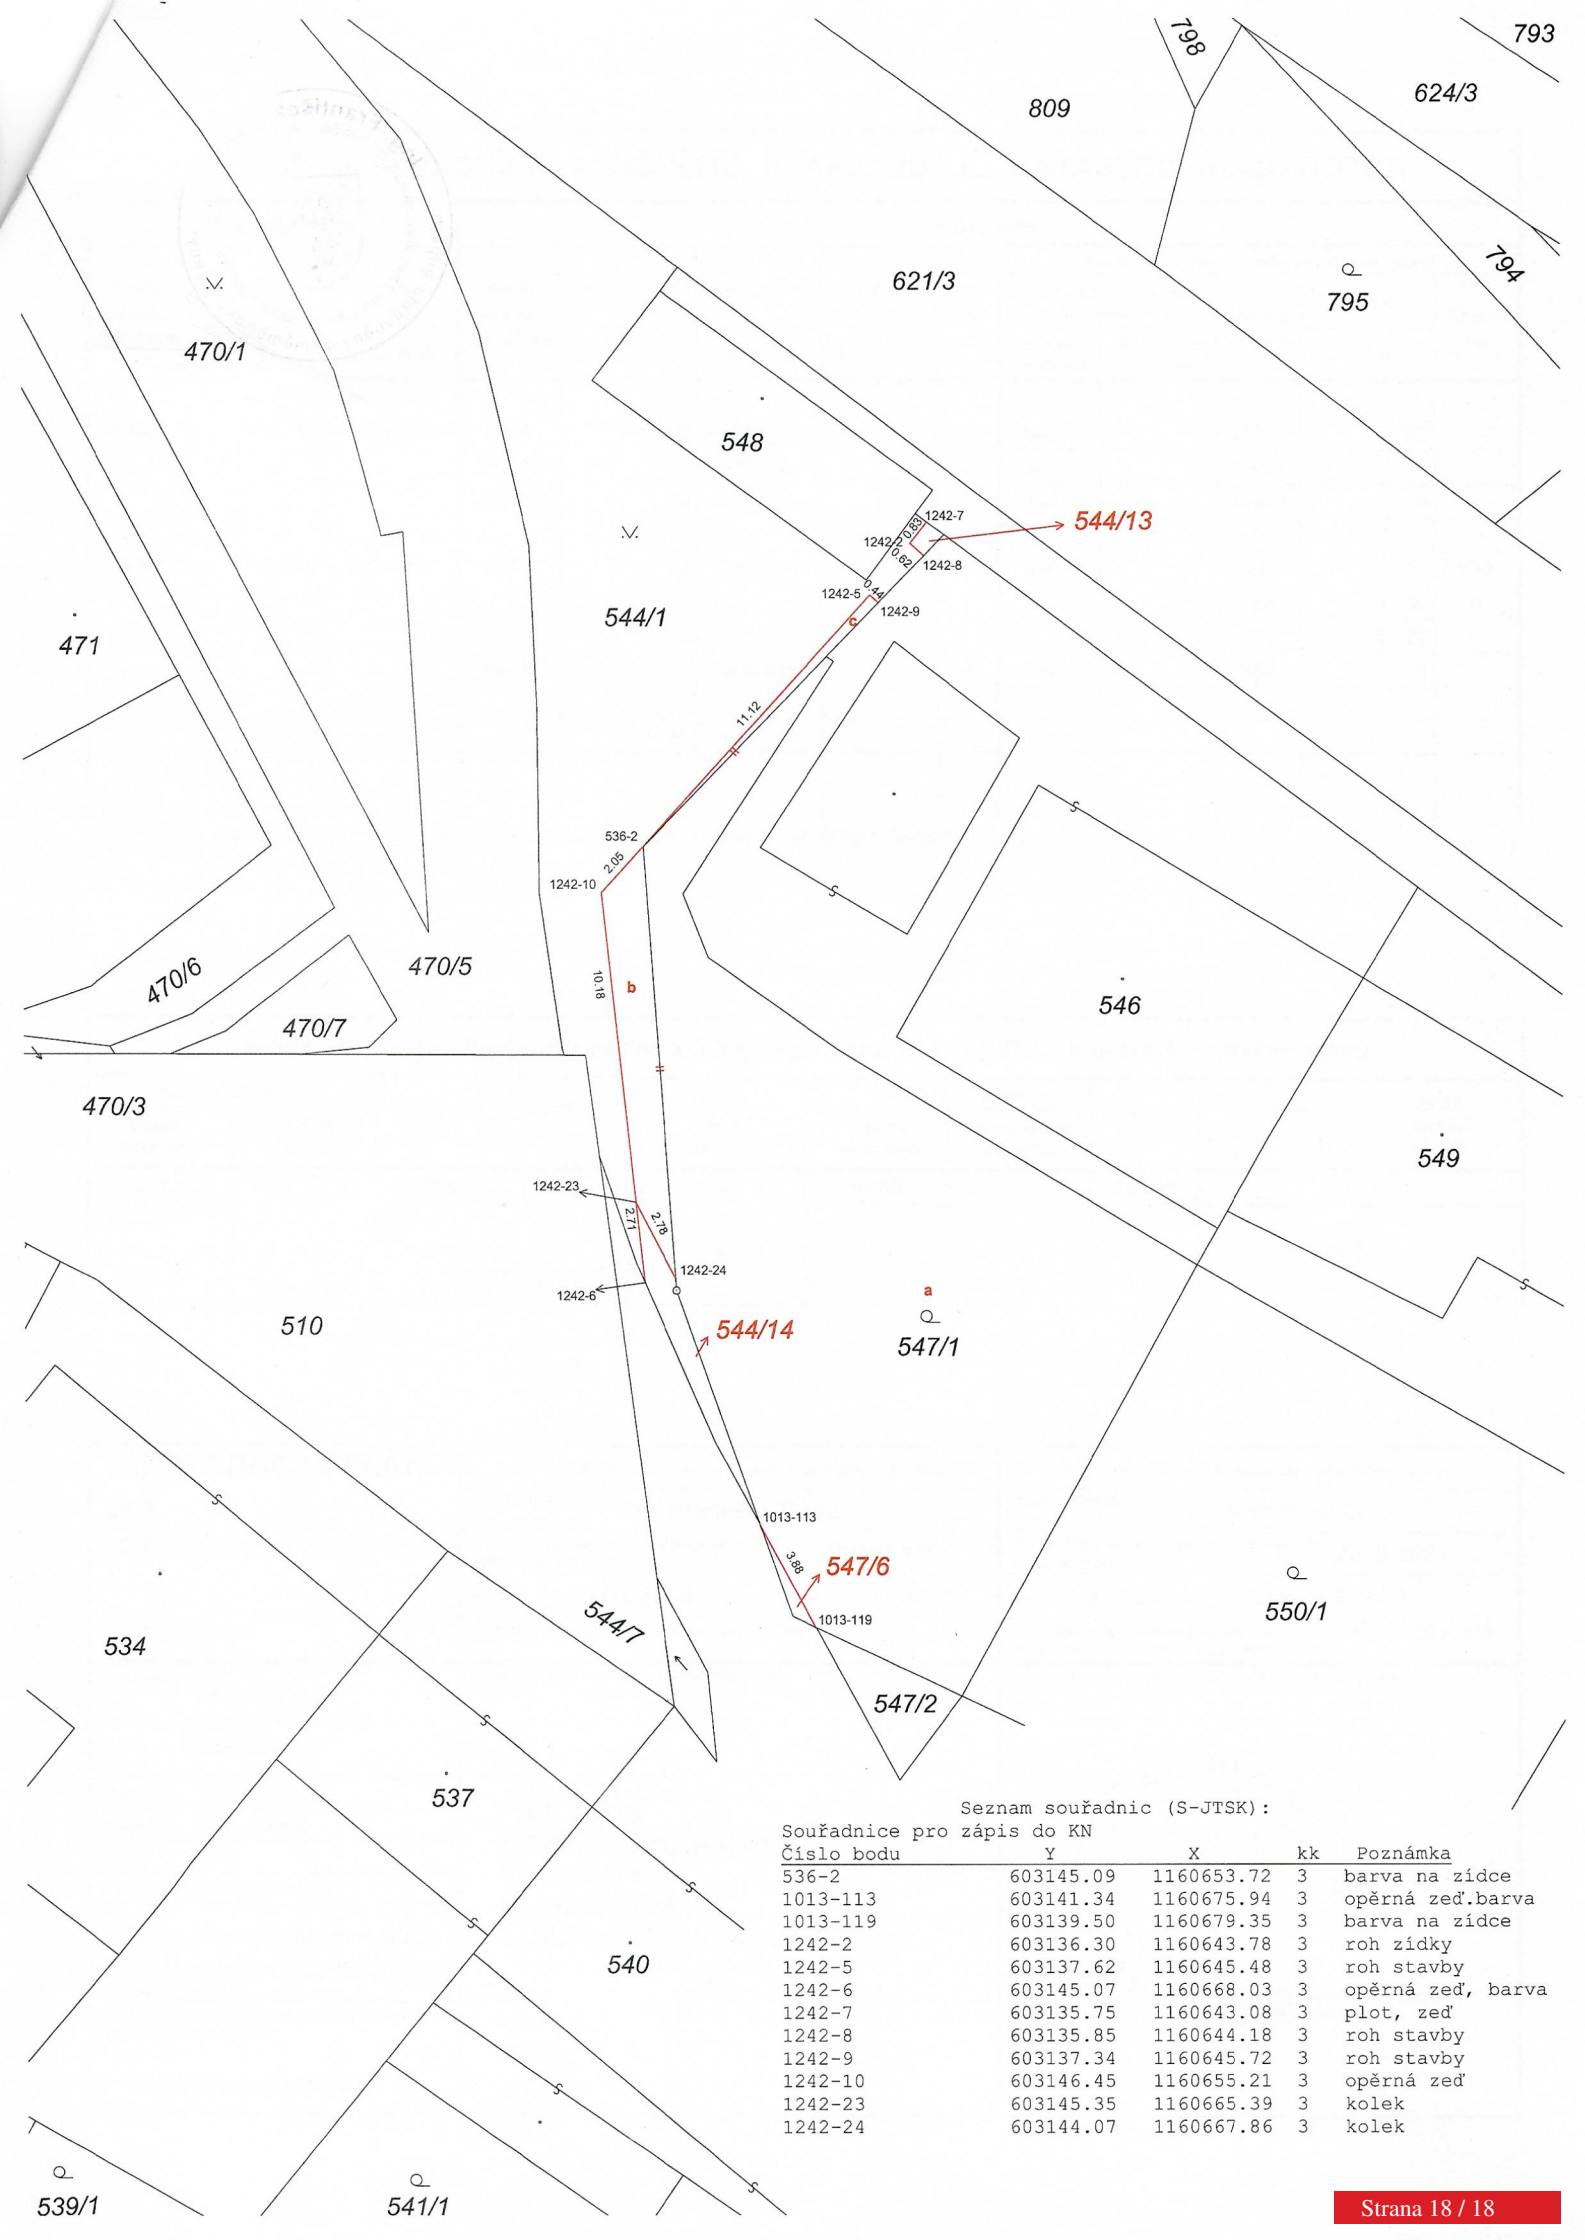 798
793
624/3
809
621/3
794
795
470/1
548
1242-7
544/13
0.83
1242-2
0.62
1242-8
0.44
1242-5
1242-9
c
544/1
471
11.12
536-2
2.05
1242-10
470/6
470/5
10.18
b
546
470/7
470/3
549
1242-23
2.71
2.78
1242-24
1242-6
a
510
544/14
547/1
1013-113
3.88
547/6
550/1
544/7
1013-119
534
547/2
537
540
539/1
541/1
Seznam souřadnic (S-JTSK):
Souřadnice pro zápis do KN
Číslo bodu Y X kk Poznámka
536-2 603145.09 1160653.72 3 barva na zídce
1013-113 603141.34 1160675.94 3 opěrná zeď.barva
1013-119 603139.50 1160679.35 3 barva na zídce
1242-2 603136.30 1160643.78 3 roh zídky
1242-5 603137.62 1160645.48 3 roh stavby
1242-6 603145.07 1160668.03 3 opěrná zeď, barva
1242-7 603135.75 1160643.08 3 plot, zeď
1242-8 603135.85 1160644.18 3 roh stavby
1242-9 603137.34 1160645.72 3 roh stavby
1242-10 603146.45 1160655.21 3 opěrná zeď
1242-23 603145.35 1160665.39 3 kolek
1242-24 603144.07 1160667.86 3 kolek
Strana 18 / 18